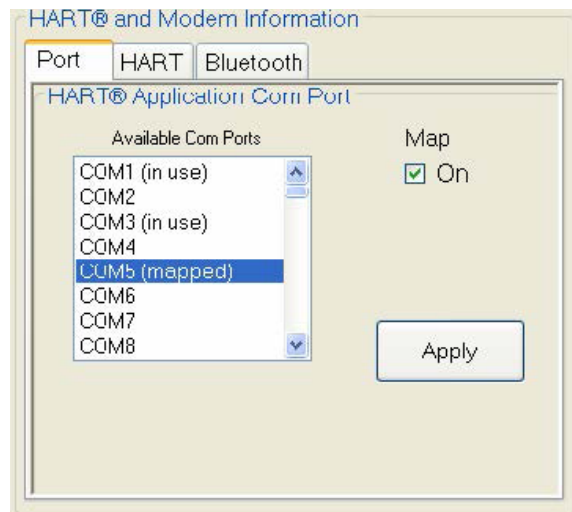 HART® and Modem Information
Port HART Bluetooth
HART® Application Com Port
Available Com Ports
Map
COM1 (in use)
COM2
COM3 (in use)
COM4
COM5 (mapped)
COM6
COM7
COM8
On
Apply